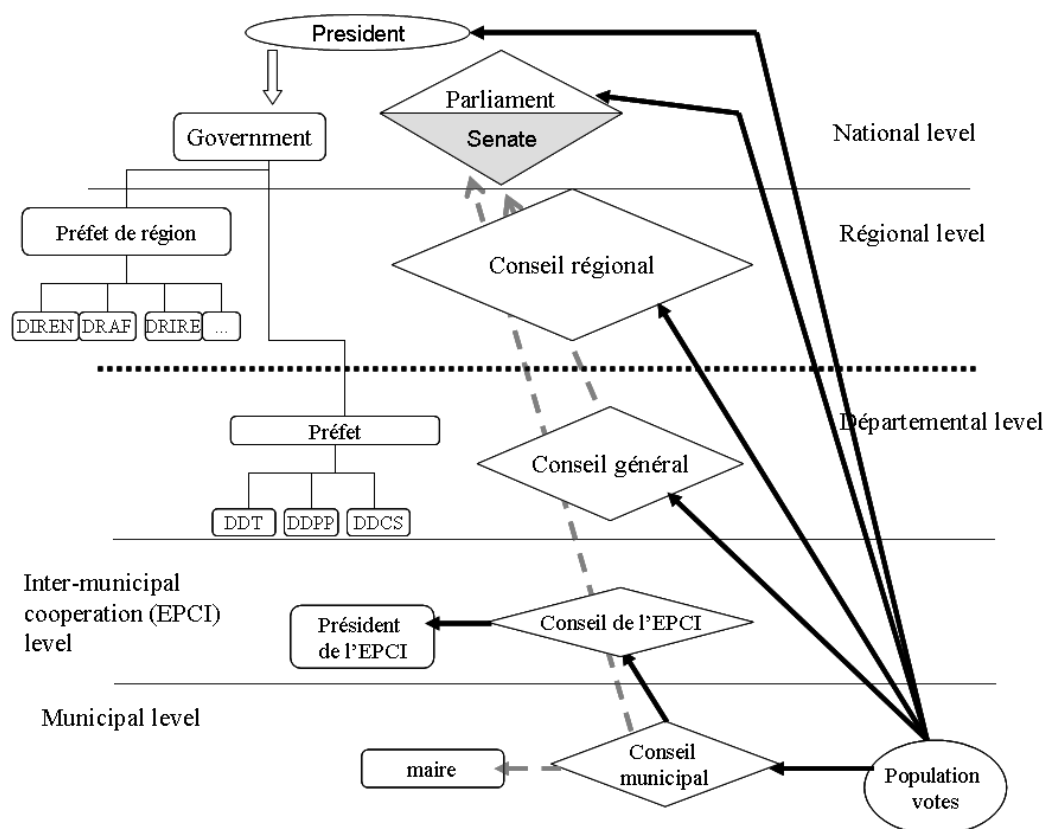 President
Parliament
Senate
Government
National level
Préfet de région
Conseil régional
Régional level
DIREN DRAF DRIRE ...
Préfet
Conseil général
Départemental level
DDT DDPP DDCS
Inter-municipal
cooperation (EPCI)
level
Président
de l’EPCI
Conseil de l’EPCI
Municipal level
maire
Conseil
municipal
Population
votes